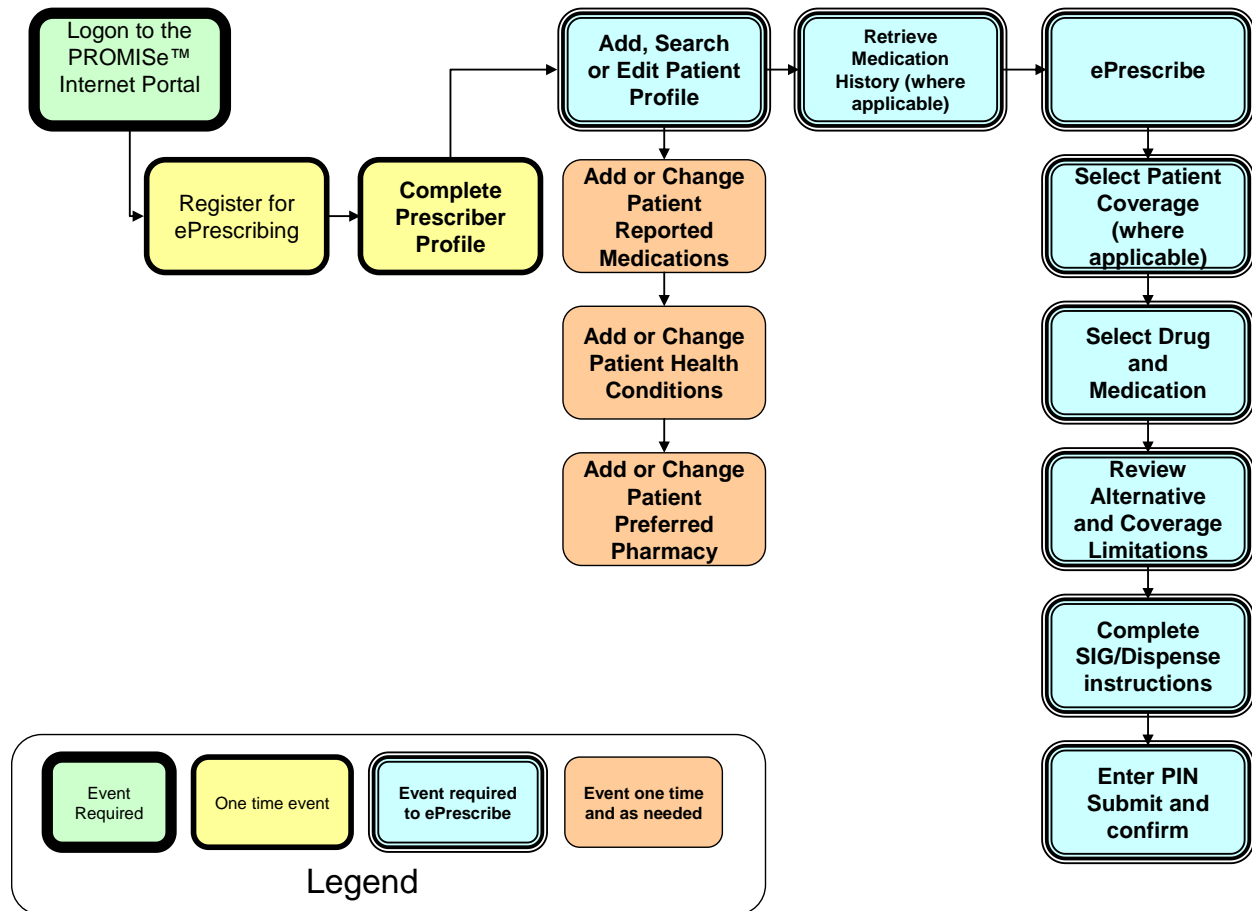 Logon to the
PROMISe™
Internet Portal
Register for
ePrescribing
Complete
Prescriber
Profile
Add, Search
or Edit Patient
Profile
Retrieve
Medication
History (where
applicable)
ePrescribe
Add or Change
Patient
Reported
Medications
Add or Change
Patient Health
Conditions
Add or Change
Patient
Preferred
Pharmacy
Select Patient
Coverage
(where
applicable)
Select Drug
and
Medication
Review
Alternative
and Coverage
Limitations
Complete
SIG/Dispense
instructions
Enter PIN
Submit and
confirm
Event
Required
One time event
Event required
to ePrescribe
Event one time
and as needed
Legend